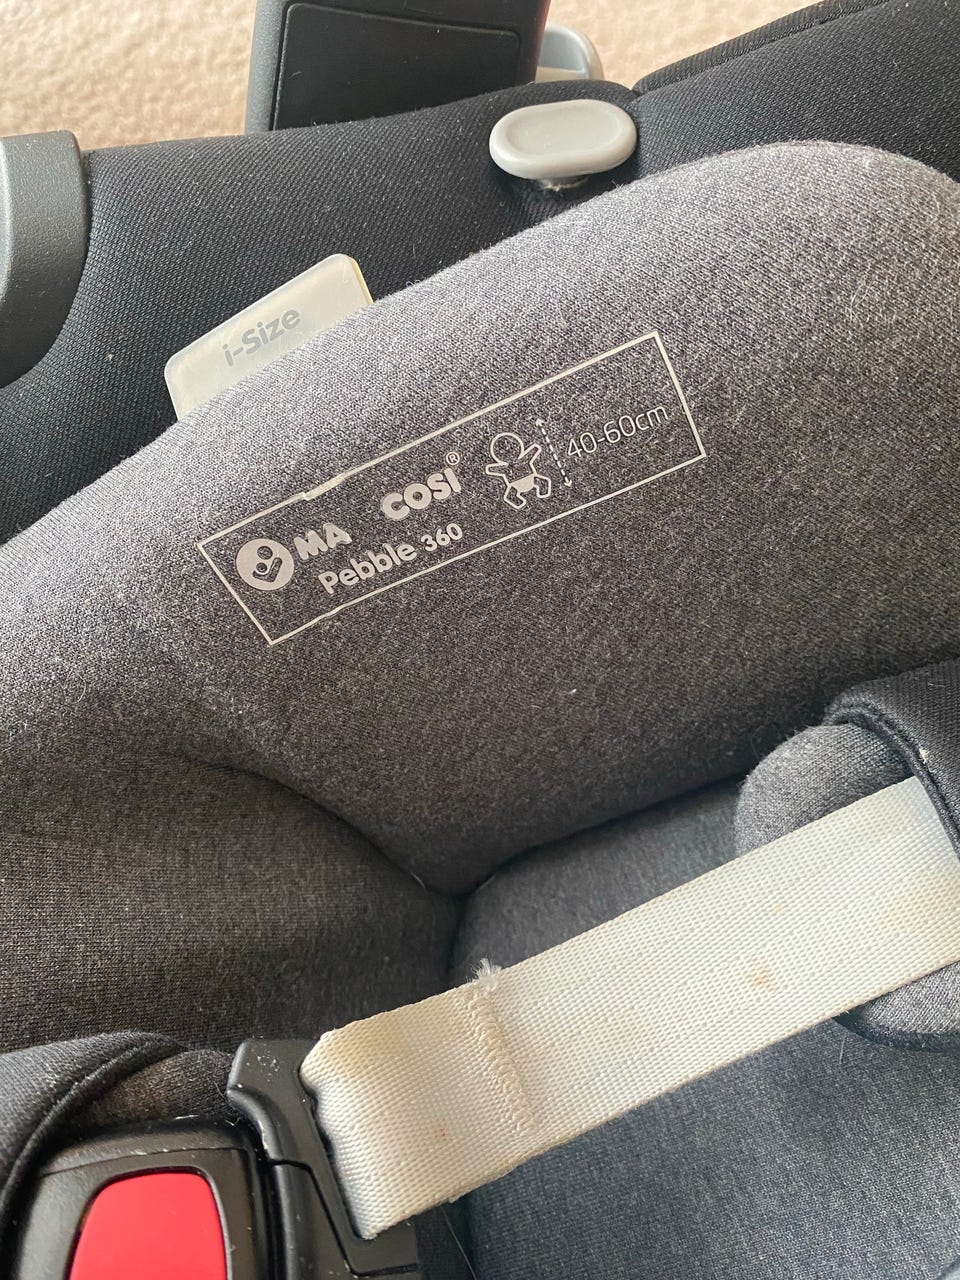 i-Size
MA COSI®
Pebble 360
40-60cm